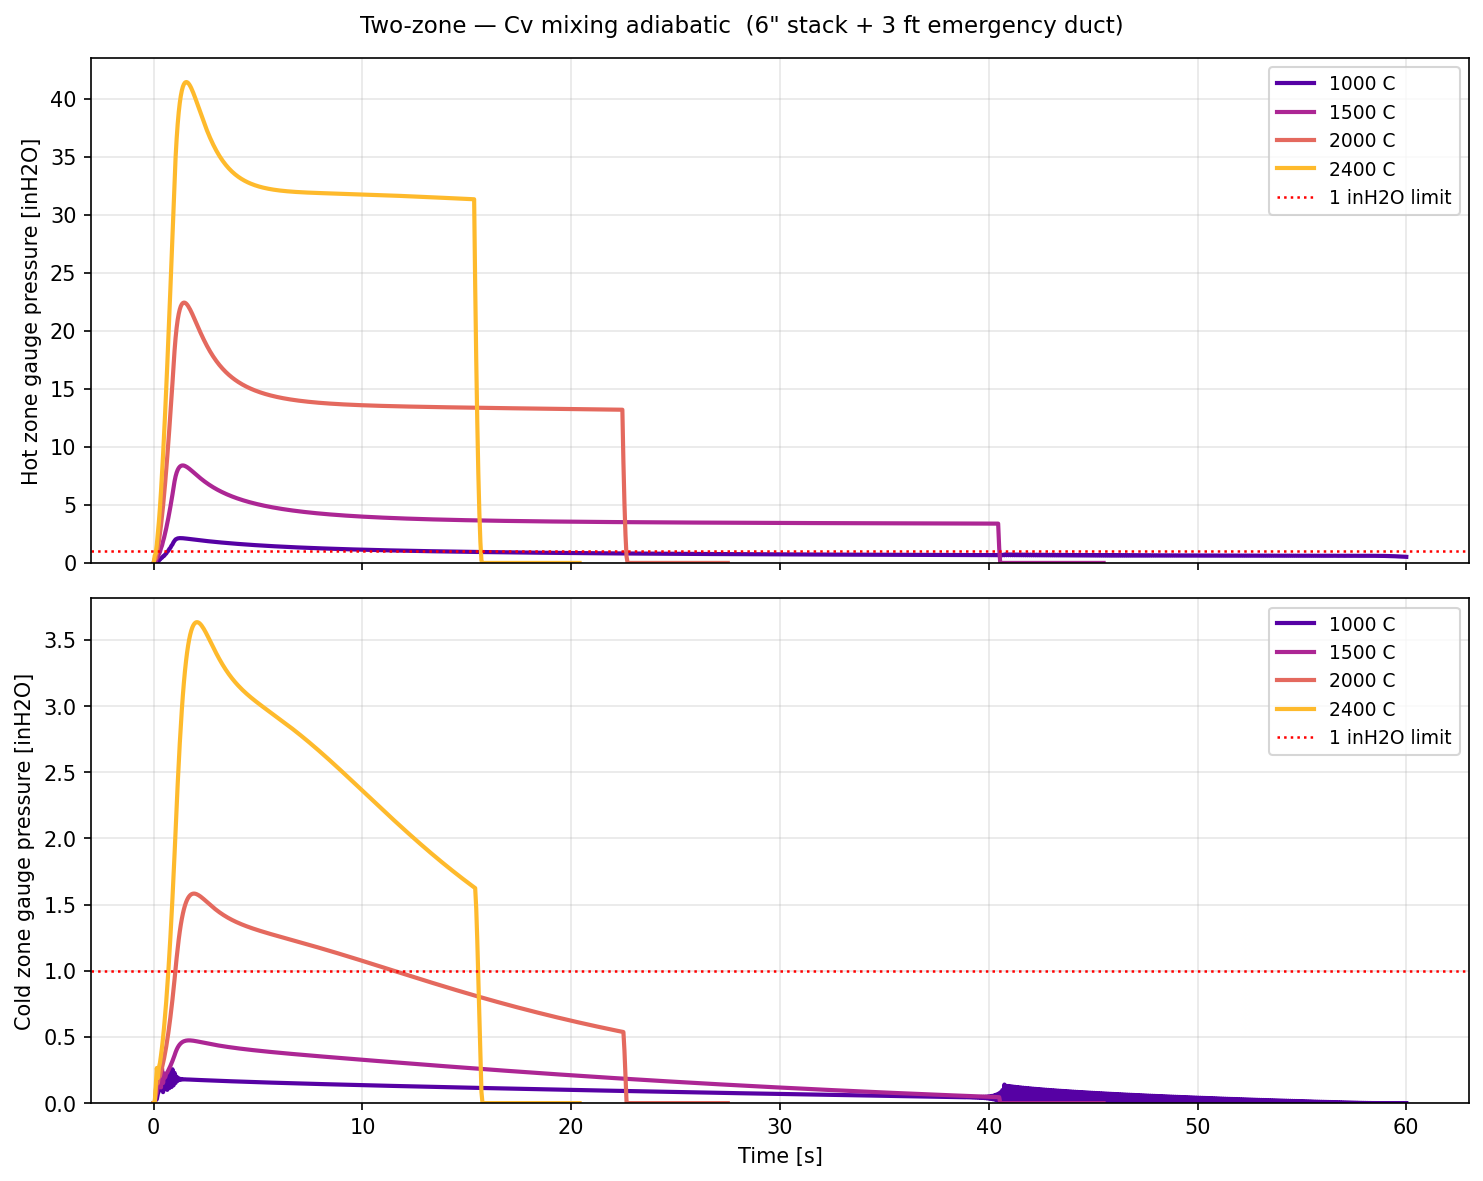 Two-zone — Cv mixing adiabatic  (6" stack + 3 ft emergency duct)
Hot zone gauge pressure [inH2O]
40
35
30
25
20
15
10
5
0
1000 C
1500 C
2000 C
2400 C
1 inH2O limit
Cold zone gauge pressure [inH2O]
3.5
3.0
2.5
2.0
1.5
1.0
0.5
0.0
1000 C
1500 C
2000 C
2400 C
1 inH2O limit
0 10 20 30 40 50 60
Time [s]